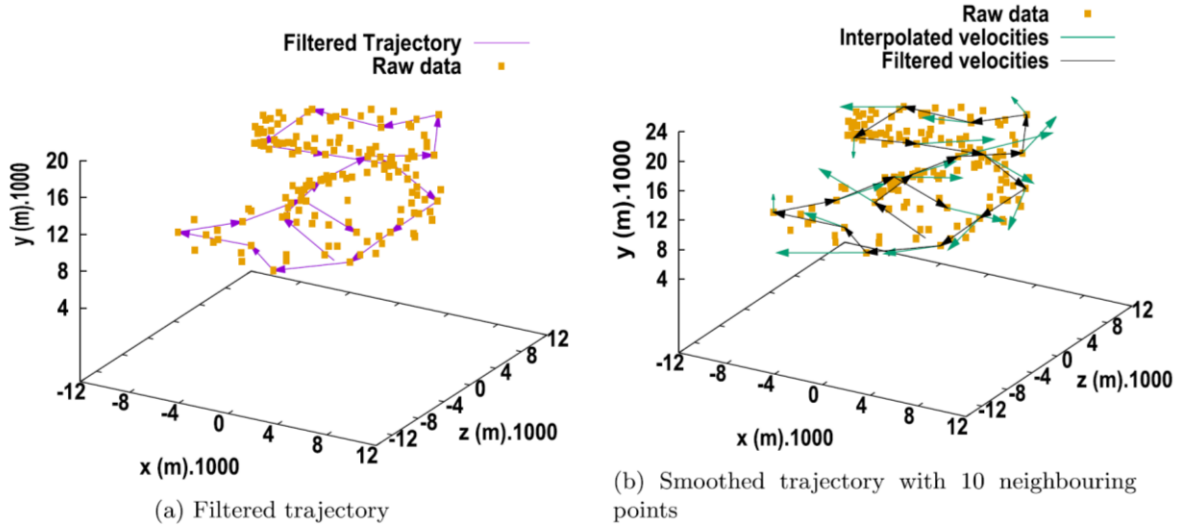 Filtered Trajectory
Raw data
y (m).1000
20
16
12
8
4
-12
-8
-4
0
4
8
12
x (m).1000
-12
-8
-4
0
4
8
12
z (m).1000
(a) Filtered trajectory
Raw data
Interpolated velocities
Filtered velocities
y (m).1000
24
20
16
12
8
4
-12
-8
-4
0
4
8
12
x (m).1000
-12
-8
-4
0
4
8
12
z (m).1000
(b) Smoothed trajectory with 10 neighbouring
points